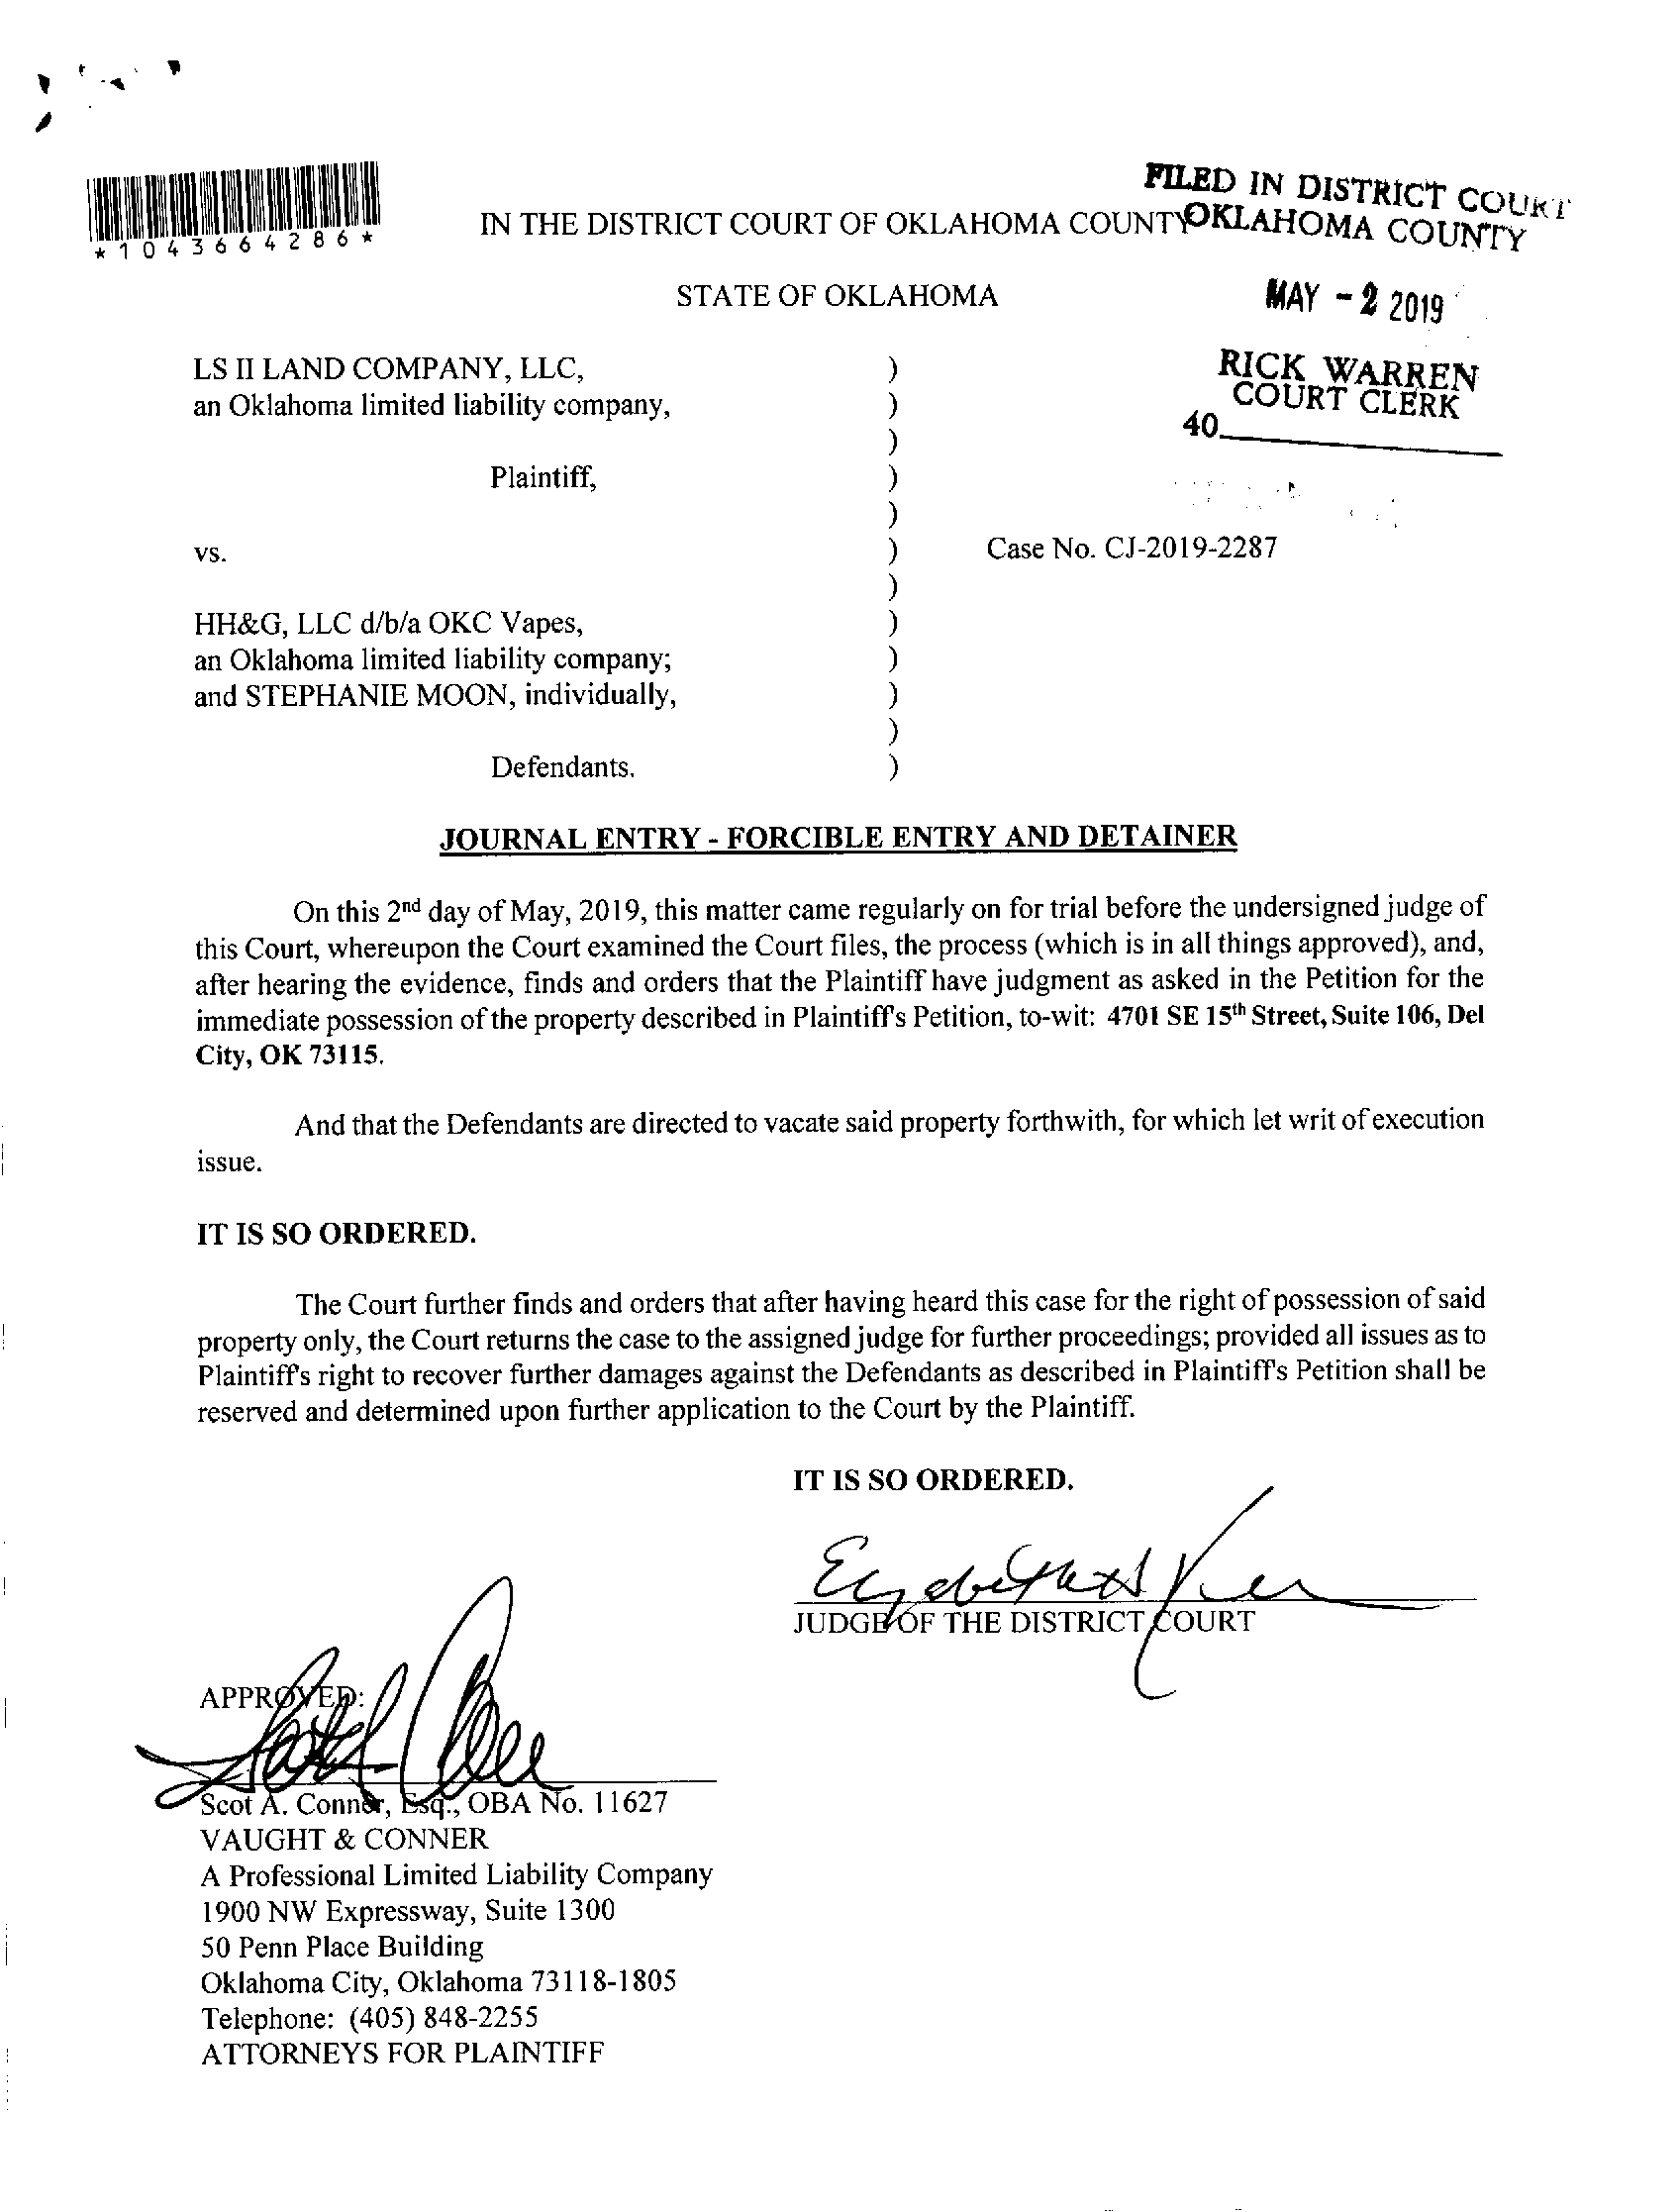 *1043664286*
FILED IN DISTRICT COURT
OKLAHOMA COUNTY
MAY -2 2019
RICK WARREN
COURT CLERK
40
IN THE DISTRICT COURT OF OKLAHOMA COUNTY
STATE OF OKLAHOMA
LS II LAND COMPANY, LLC, )
an Oklahoma limited liability company, )
)
Plaintiff, )
)
vs. ) Case No. CJ-2019-2287
)
HH&G, LLC d/b/a OKC Vapes, )
an Oklahoma limited liability company; )
and STEPHANIE MOON, individually, )
)
Defendants. )
JOURNAL ENTRY - FORCIBLE ENTRY AND DETAINER
On this 2nd day of May, 2019, this matter came regularly on for trial before the undersigned judge of
this Court, whereupon the Court examined the Court files, the process (which is in all things approved), and,
after hearing the evidence, finds and orders that the Plaintiff have judgment as asked in the Petition for the
immediate possession of the property described in Plaintiff's Petition, to-wit: 4701 SE 15th Street, Suite 106, Del
City, OK 73115.
And that the Defendants are directed to vacate said property forthwith, for which let writ of execution
issue.
IT IS SO ORDERED.
The Court further finds and orders that after having heard this case for the right of possession of said
property only, the Court returns the case to the assigned judge for further proceedings; provided all issues as to
Plaintiff's right to recover further damages against the Defendants as described in Plaintiff's Petition shall be
reserved and determined upon further application to the Court by the Plaintiff.
IT IS SO ORDERED.
JUDGE OF THE DISTRICT COURT
APPROVED:
Scot A. Conner, Esq., OBA No. 11627
VAUGHT & CONNER
A Professional Limited Liability Company
1900 NW Expressway, Suite 1300
50 Penn Place Building
Oklahoma City, Oklahoma 73118-1805
Telephone: (405) 848-2255
ATTORNEYS FOR PLAINTIFF